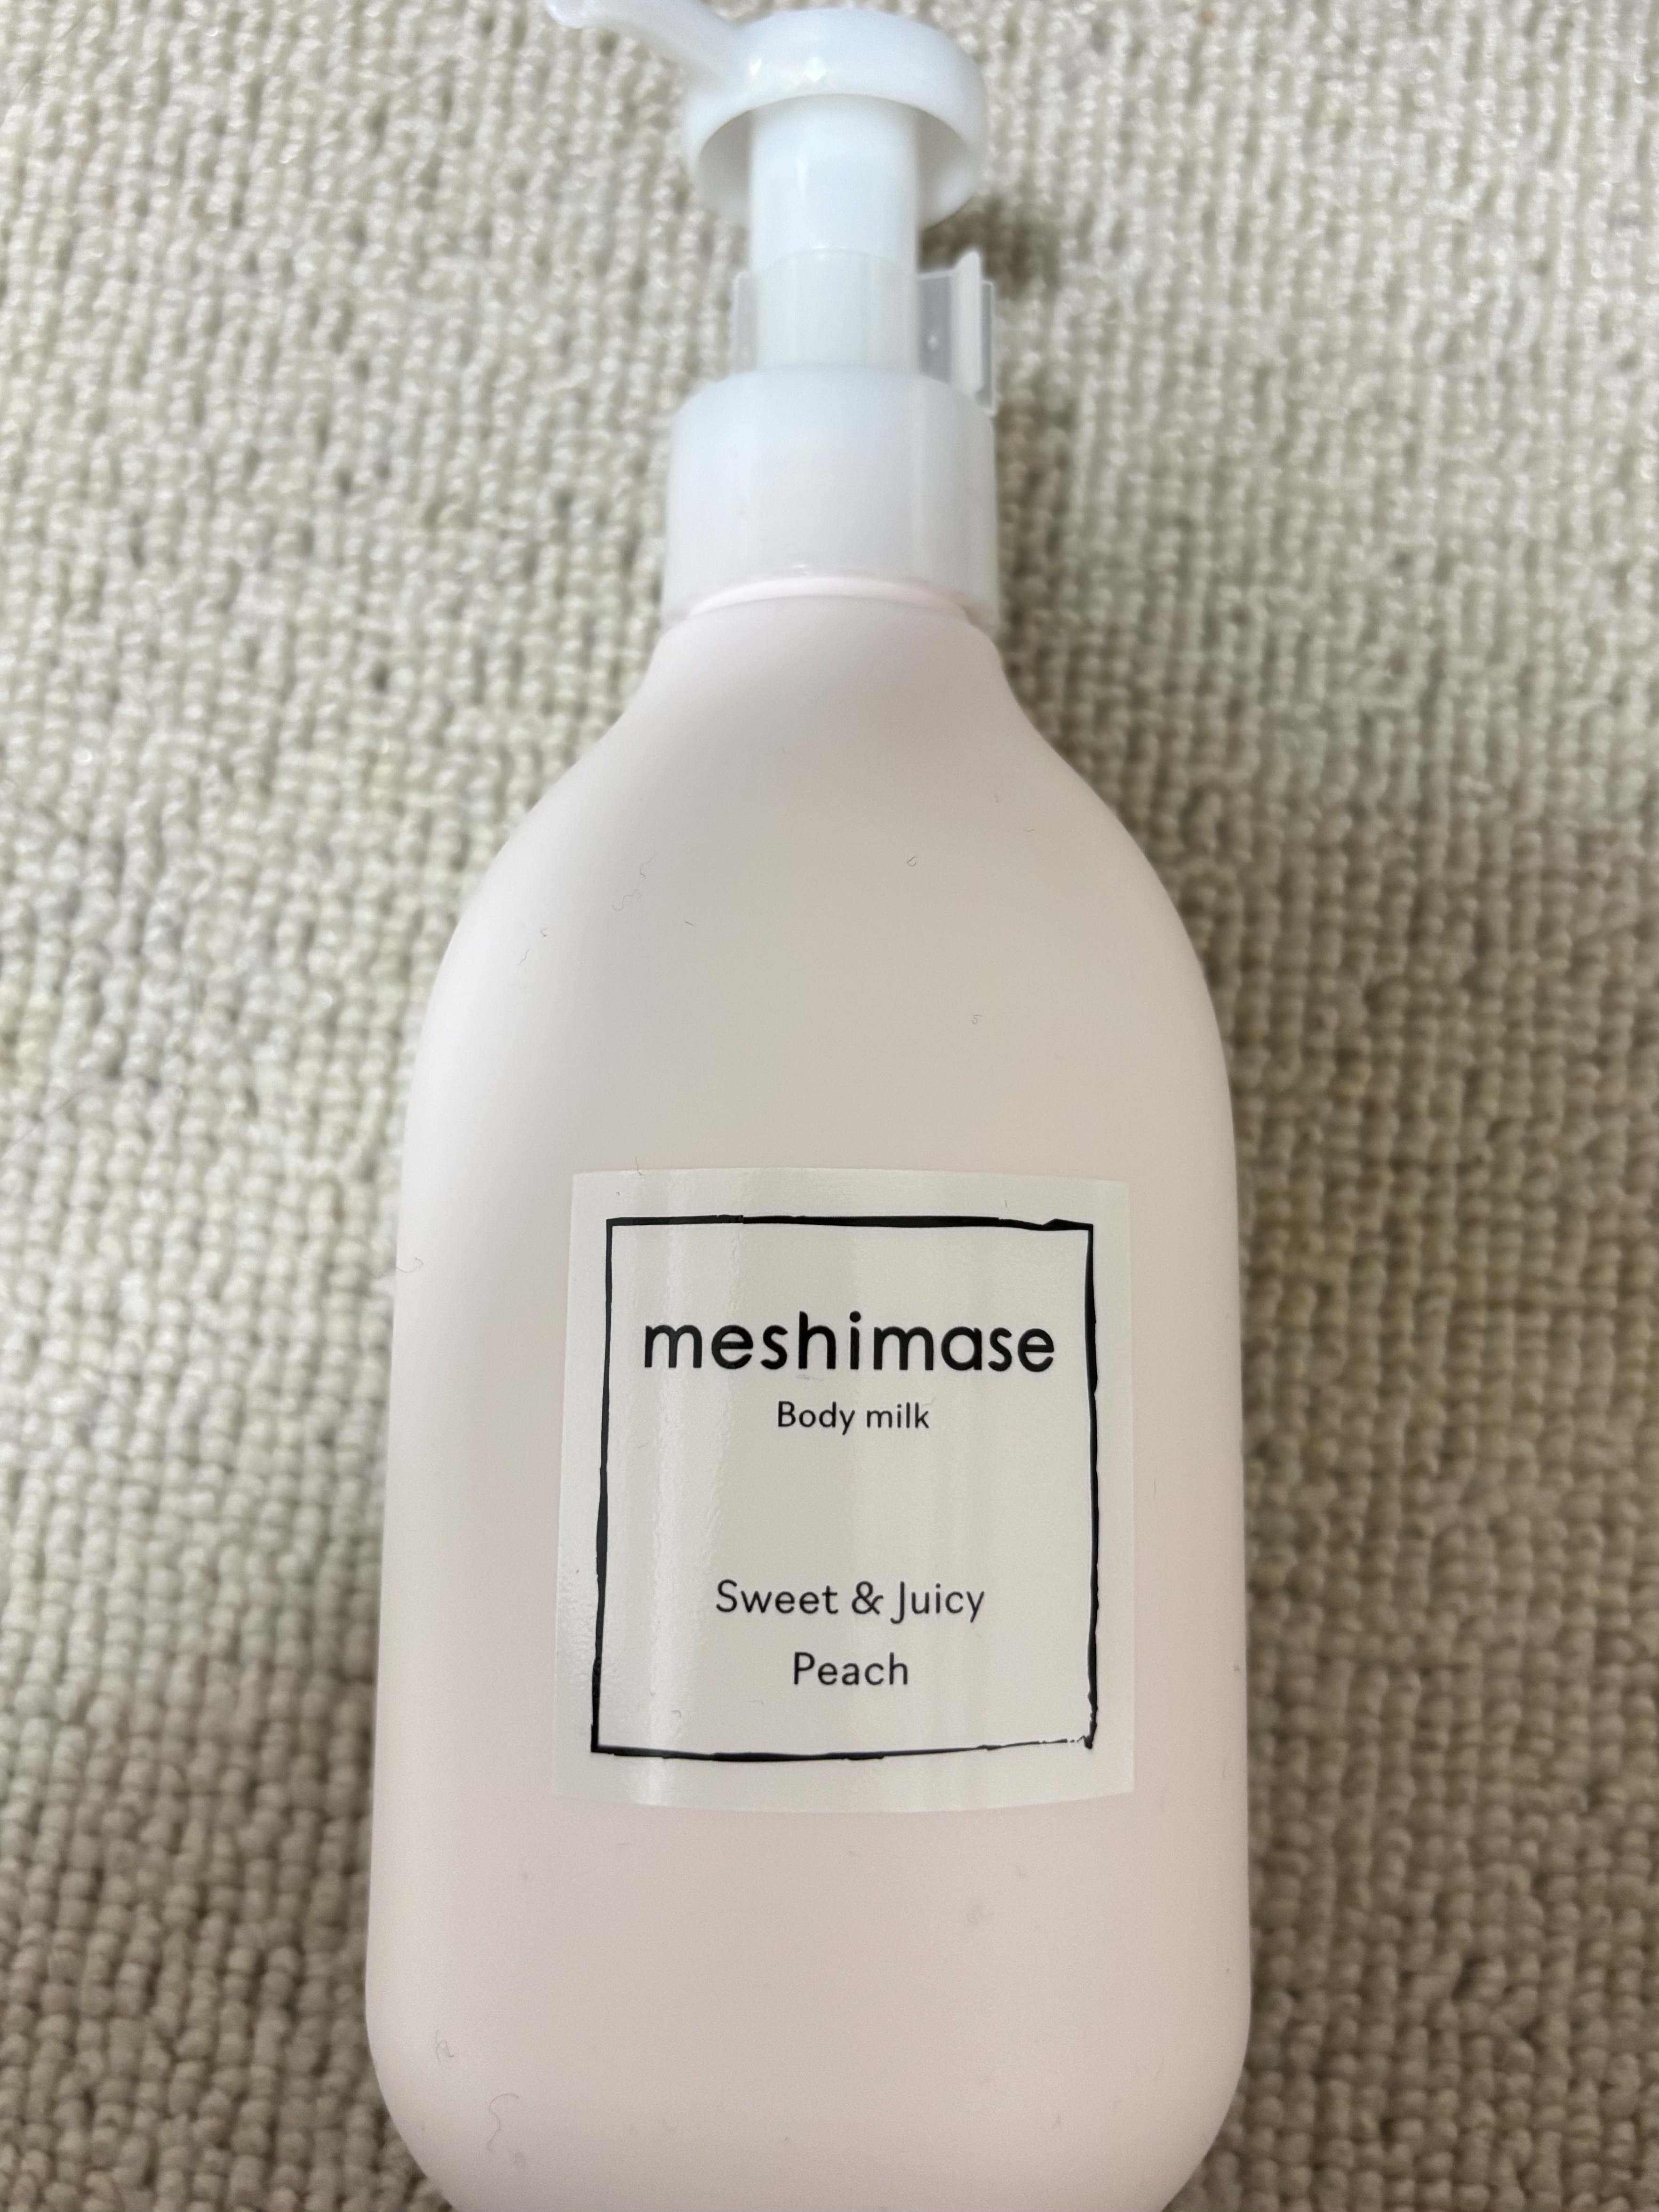 meshimase
Body milk
Sweet & Juicy
Peach